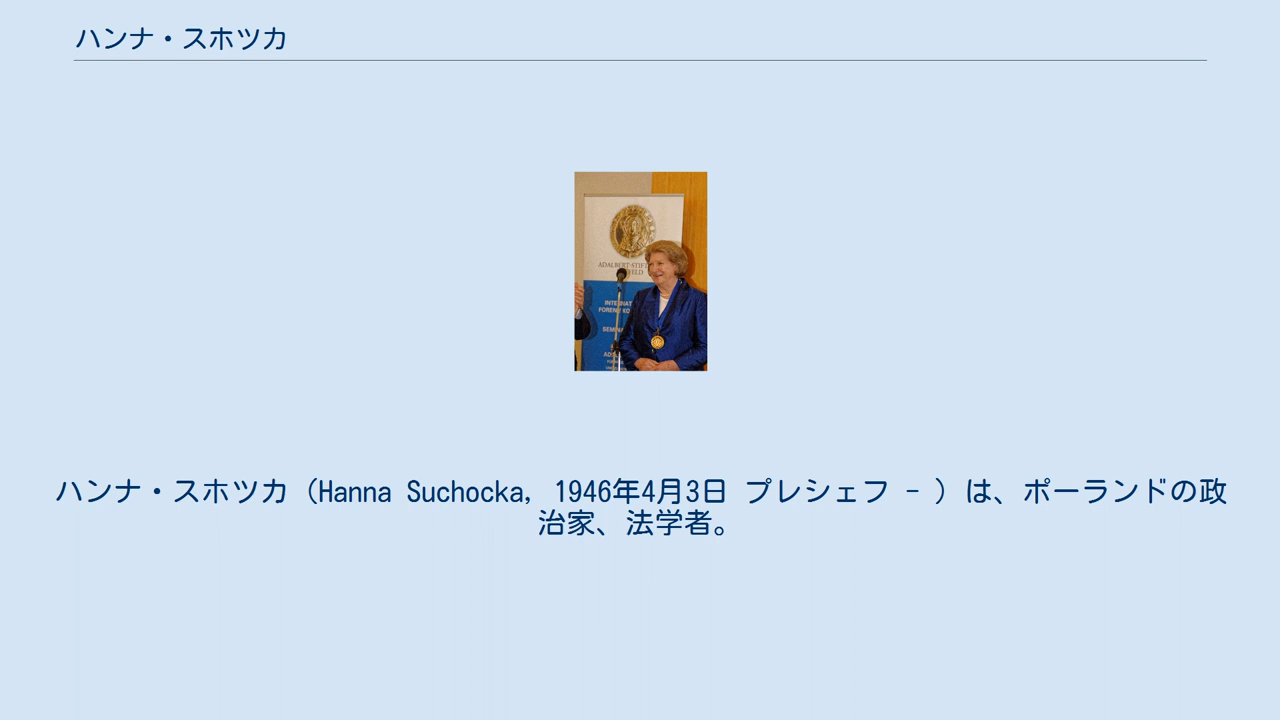 ハンナ・スホツカ
ADALBERT-STIF
ハンナ・スホツカ（Hanna Suchocka, 1946年4月3日 プレシェフ - ）は、ポーランドの政
治家、法学者。